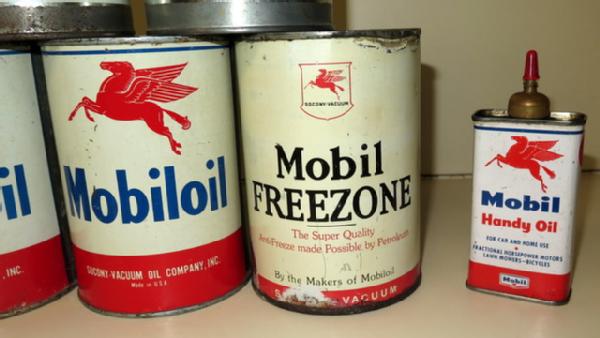 il
, INC.
Mobiloil
SOCONY-VACUUM OIL COMPANY, INC.
Made in U.S.A.
SOCONY-VACUUM
Mobil
FREEZONE
The Super Quality
Anti-Freeze made Possible by Petroleum
By the Makers of Mobiloil
VACUUM
Mobil
Handy Oil
FOR CAR AND HOME USE
FRACTIONAL HORSEPOWER MOTORS
LAWN MOWERS-BICYCLES
Mobil